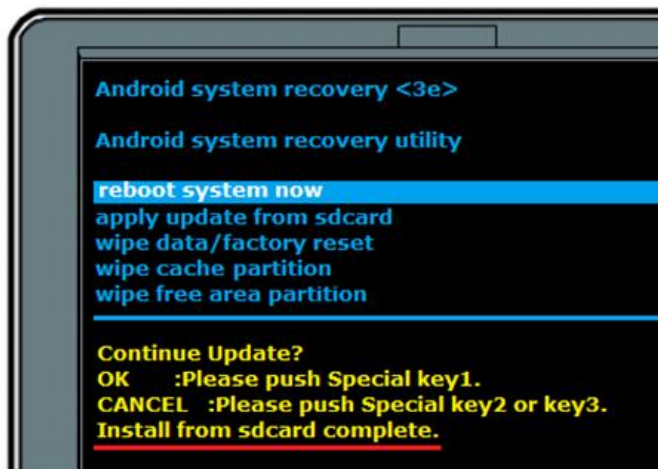 Android system recovery <3e>
Android system recovery utility
reboot system now
apply update from sdcard
wipe data/factory reset
wipe cache partition
wipe free area partition
Continue Update?
OK :Please push Special key1.
CANCEL :Please push Special key2 or key3.
Install from sdcard complete.